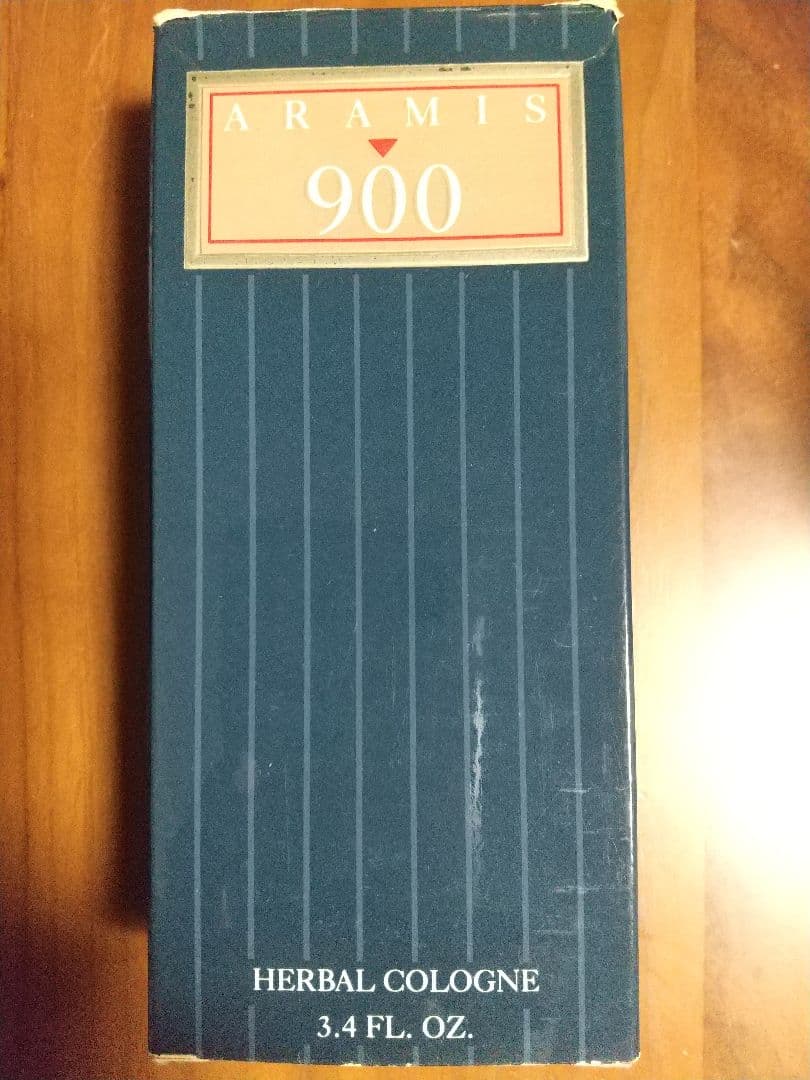 ARAMIS
900
HERBAL COLOGNE
3.4 FL. OZ.